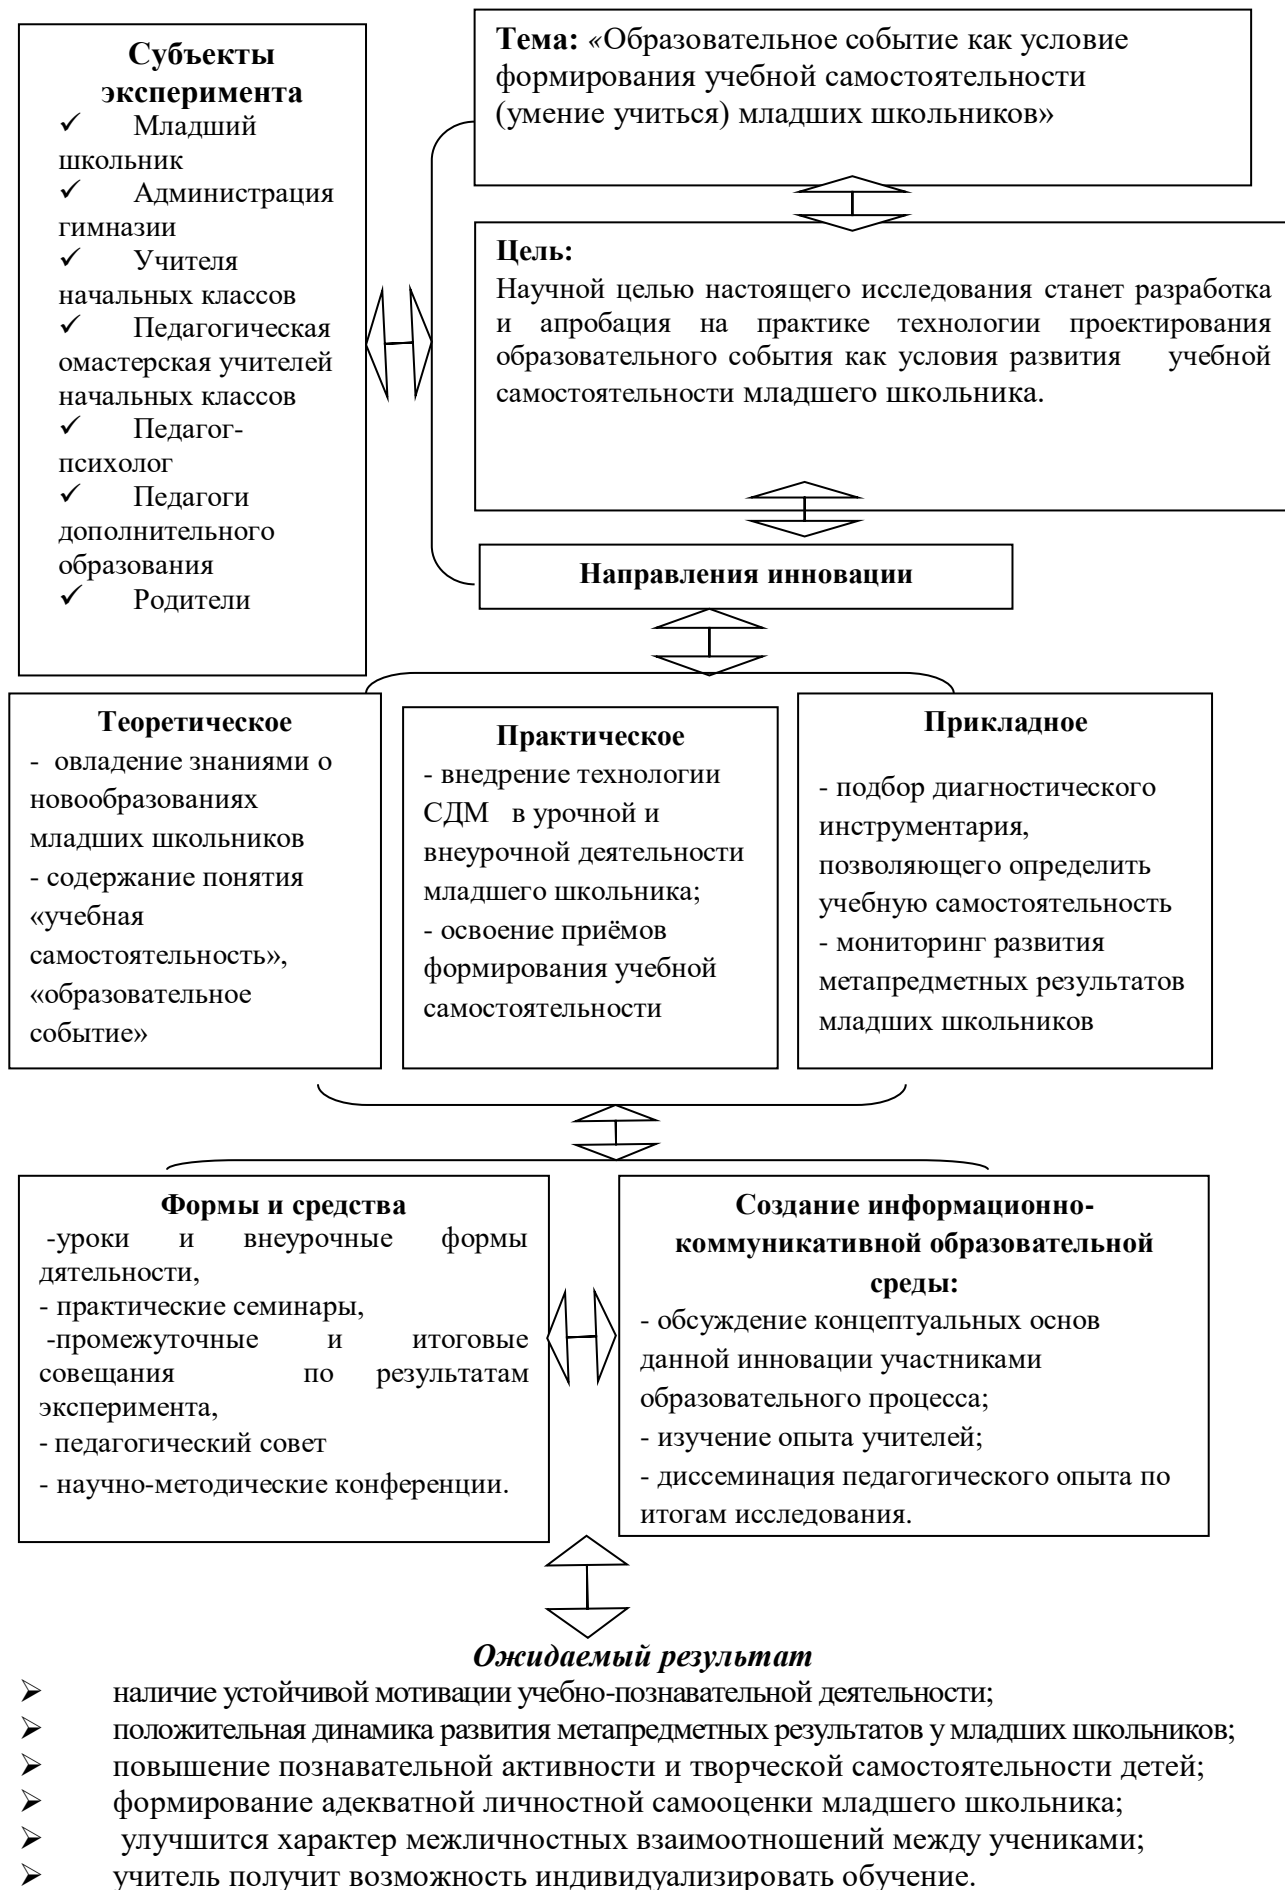 Субъекты
эксперимента
✓ Младший
школьник
✓ Администрация
гимназии
✓ Учителя
начальных классов
✓ Педагогическая
омастерская учителей
начальных классов
✓ Педагог-
психолог
✓ Педагоги
дополнительного
образования
✓ Родители
Тема: «Образовательное событие как условие
формирования учебной самостоятельности
(умение учиться) младших школьников»
Цель:
Научной целью настоящего исследования станет разработка
и апробация на практике технологии проектирования
образовательного события как условия развития учебной
самостоятельности младшего школьника.
Направления инновации
Теоретическое
- овладение знаниями о
новообразованиях
младших школьников
- содержание понятия
«учебная
самостоятельность»,
«образовательное
событие»
Практическое
- внедрение технологии
СДМ в урочной и
внеурочной деятельности
младшего школьника;
- освоение приёмов
формирования учебной
самостоятельности
Прикладное
- подбор диагностического
инструментария,
позволяющего определить
учебную самостоятельность
- мониторинг развития
метапредметных результатов
младших школьников
Формы и средства
-уроки и внеурочные формы
дятельности,
- практические семинары,
-промежуточные и итоговые
совещания по результатам
эксперимента,
- педагогический совет
- научно-методические конференции.
Создание информационно-
коммуникативной образовательной
среды:
- обсуждение концептуальных основ
данной инновации участниками
образовательного процесса;
- изучение опыта учителей;
- диссеминация педагогического опыта по
итогам исследования.
Ожидаемый результат
➢ наличие устойчивой мотивации учебно-познавательной деятельности;
➢ положительная динамика развития метапредметных результатов у младших школьников;
➢ повышение познавательной активности и творческой самостоятельности детей;
➢ формирование адекватной личностной самооценки младшего школьника;
➢ улучшится характер межличностных взаимоотношений между учениками;
➢ учитель получит возможность индивидуализировать обучение.